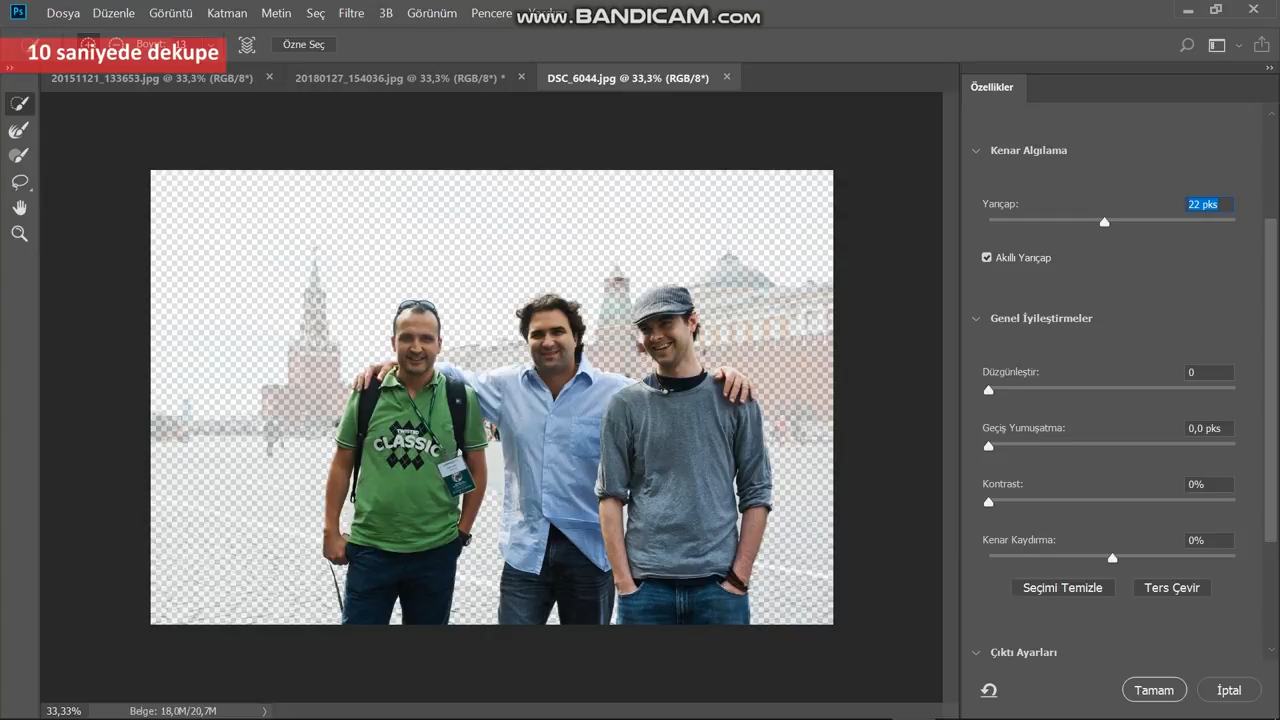 www.BANDICAM.com
Ps Dosya Düzenle Görüntü Katman Metin Seç Filtre 3B Görünüm Pencere
10 saniyede dekupe
Özne Seç
20151121_133653.jpg @ 33,3% (RGB/8*) × 20180127_154036.jpg @ 33,3% (RGB/8*) * × DSC_6044.jpg @ 33,3% (RGB/8*) ×
Özellikler
Kenar Algılama
Yarıçap: 22 pks
Akıllı Yarıçap
Genel İyileştirmeler
Düzgünleştir: 0
Geçiş Yumuşatma: 0,0 pks
Kontrast: 0%
Kenar Kaydırma: 0%
Seçimi Temizle Ters Çevir
Çıktı Ayarları
Tamam İptal
TWISTED
CLASSIC
33,33% Belge: 18,0M/20,7M